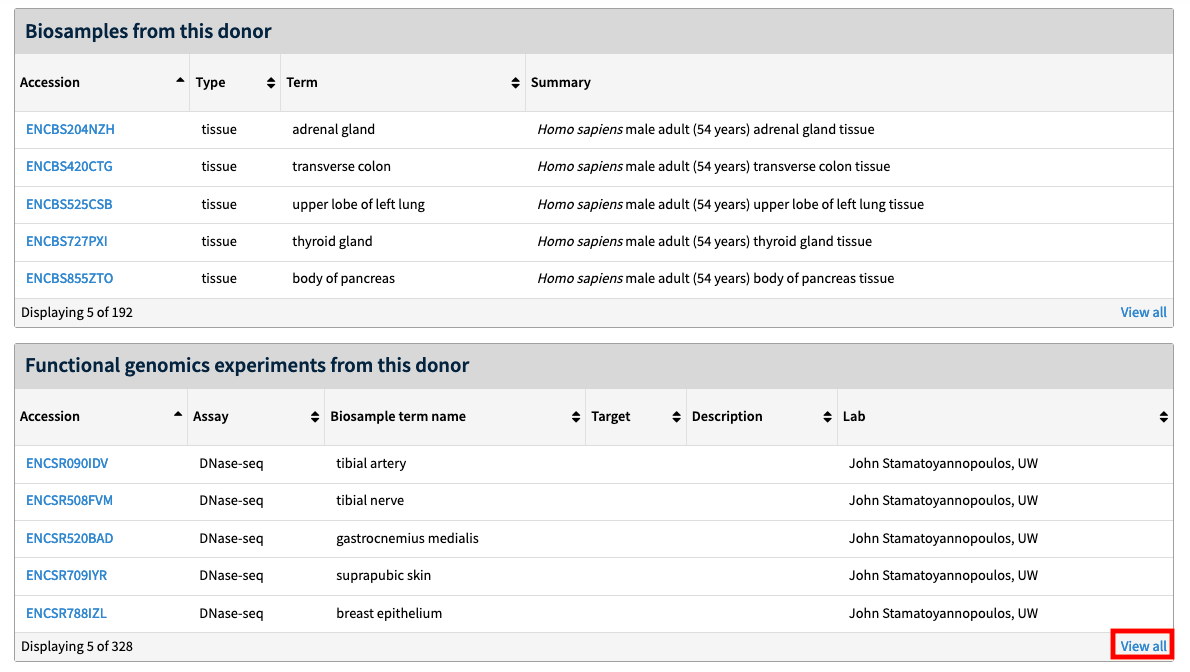 Biosamples from this donor
Accession Type Term Summary
ENCBS204NZH tissue adrenal gland Homo sapiens male adult (54 years) adrenal gland tissue
ENCBS420CTG tissue transverse colon Homo sapiens male adult (54 years) transverse colon tissue
ENCBS525CSB tissue upper lobe of left lung Homo sapiens male adult (54 years) upper lobe of left lung tissue
ENCBS727PXI tissue thyroid gland Homo sapiens male adult (54 years) thyroid gland tissue
ENCBS855ZTO tissue body of pancreas Homo sapiens male adult (54 years) body of pancreas tissue
Displaying 5 of 192 View all
Functional genomics experiments from this donor
Accession Assay Biosample term name Target Description Lab
ENCSR090IDV DNase-seq tibial artery John Stamatoyannopoulos, UW
ENCSR508FVM DNase-seq tibial nerve John Stamatoyannopoulos, UW
ENCSR520BAD DNase-seq gastrocnemius medialis John Stamatoyannopoulos, UW
ENCSR709IYR DNase-seq suprapubic skin John Stamatoyannopoulos, UW
ENCSR788IZL DNase-seq breast epithelium John Stamatoyannopoulos, UW
Displaying 5 of 328 View all